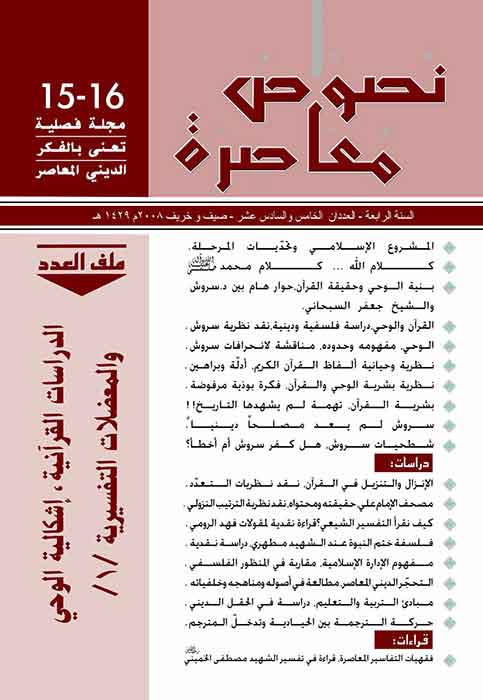 نصوص
معاصرة
15-16
مجلة فصلية
تعنى بالفكر
الديني المعاصر
السنة الرابعة - العددان الخامس والسادس عشر - صيف و خريف ٢٠٠٨م ١٤٢٩ هـ
ملف العدد
الدراسات القرآنية ، إشكالية الوحي
والمعضلات التفسيرية /١/
المشروع الإسلامي وتحدّيات المرحلة.
كلام الله ... كلام محمد
بنية الوحي وحقيقة القرآن,حوار هام بين د.سروش
والشيخ جعفر السبحاني.
القرآن والوحي,دراسة فلسفية ودينية,نقد نظرية سروش.
الوحي, مفهومه وحدوده, مناقشة لانحرافات سروش.
نظرية وحيانية ألفاظ القرآن الكريم, أدلّة وبراهين.
نظرية بشرية الوحي والقرآن, فكرة بوذية مرفوضة.
بشرية القرآن, تهمة لم يشهدها التاريخ!!
سروش لم يعد مصلحاً دينياً.
شطحيات سروش, هل كفر سروش أم أخطأ؟
دراسات:
الإنزال والتنزيل في القرآن, نقد نظريات التعدّد.
مصحف الإمام علي حقيقته ومحتواه, نقد نظرية الترتيب النزولي.
كيف نقرأ التفسير الشيعي؟قراءة نقدية لمقولات فهد الرومي.
فلسفة ختم النبوة عند الشهيد مطهري, دراسة نقدية.
مفهوم الإدارة الإسلامية, مقاربة في المنظور الفلسفي.
التحجّر الديني المعاصر,مطالعة في أصوله ومناهجه وخلفياته.
مبادئ التربية والتعليم, دراسة في الحقل الديني.
حركة الترجمة بين الحيادية وتدخّل المترجم.
قراءات:
فقهيات التفاسير المعاصرة, قراءة في تفسير الشهيد مصطفى الخميني